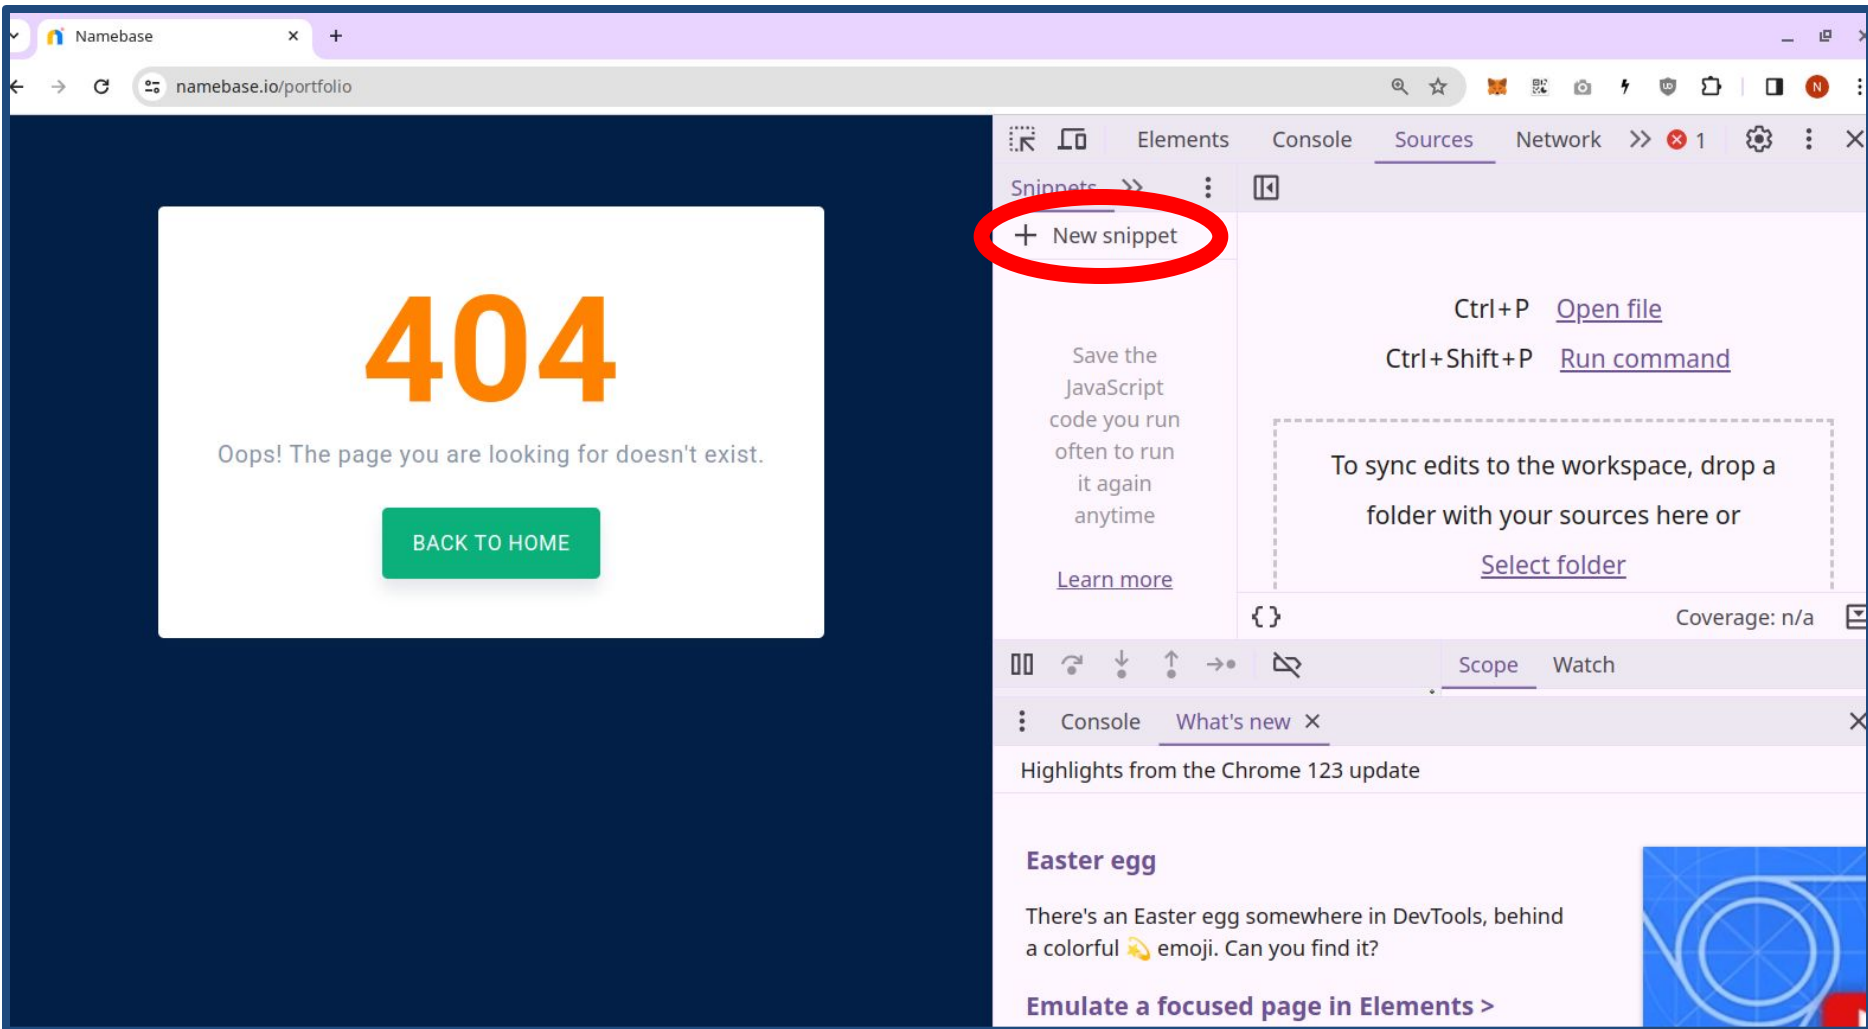 Namebase
namebase.io/portfolio
N
404
Oops! The page you are looking for doesn't exist.
BACK TO HOME
Elements Console Sources Network 1
Snippets
New snippet
Save the
JavaScript
code you run
often to run
it again
anytime
Learn more
Ctrl+P Open file
Ctrl+Shift+P Run command
To sync edits to the workspace, drop a
folder with your sources here or
Select folder
{} Coverage: n/a
Scope Watch
Console What's new
Highlights from the Chrome 123 update
Easter egg
There's an Easter egg somewhere in DevTools, behind
a colorful 💫 emoji. Can you find it?
Emulate a focused page in Elements >